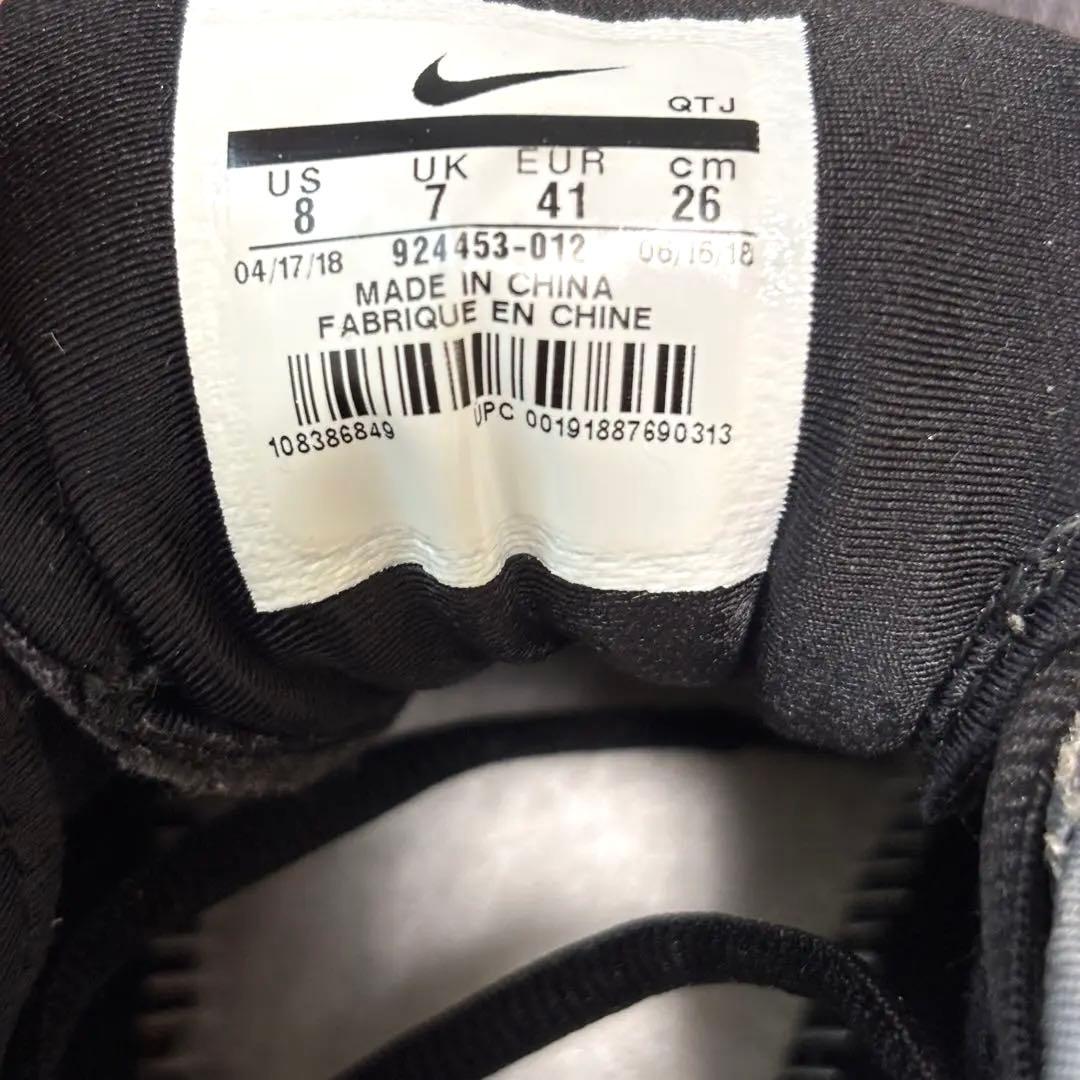 QTJ
US UK EUR cm
8 7 41 26
04/17/18 924453-012 06/16/18
MADE IN CHINA
FABRIQUE EN CHINE
108386849 UPC 00191887690313